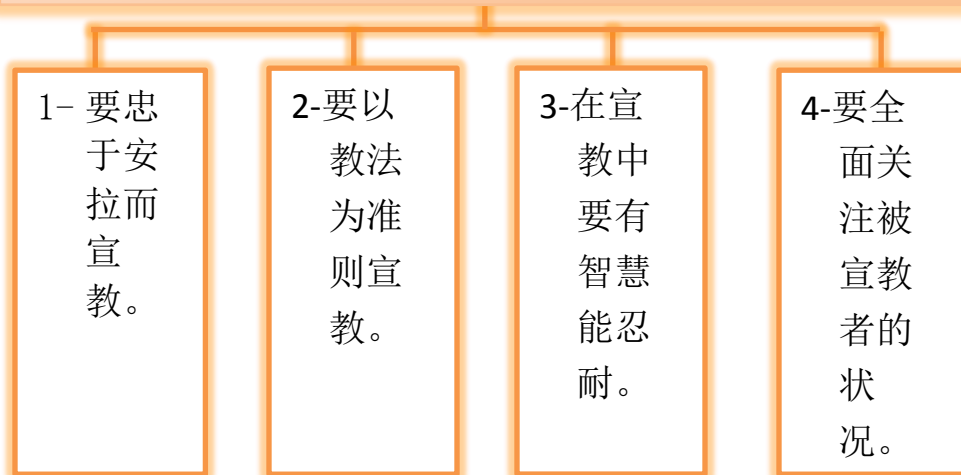 1- 要忠
于安
拉而
宣
教。
2-要以
教法
为准
则宣
教。
3-在宣
教中
要有
智慧
能忍
耐。
4-要全
面关
注被
宣教
者的
状
况。